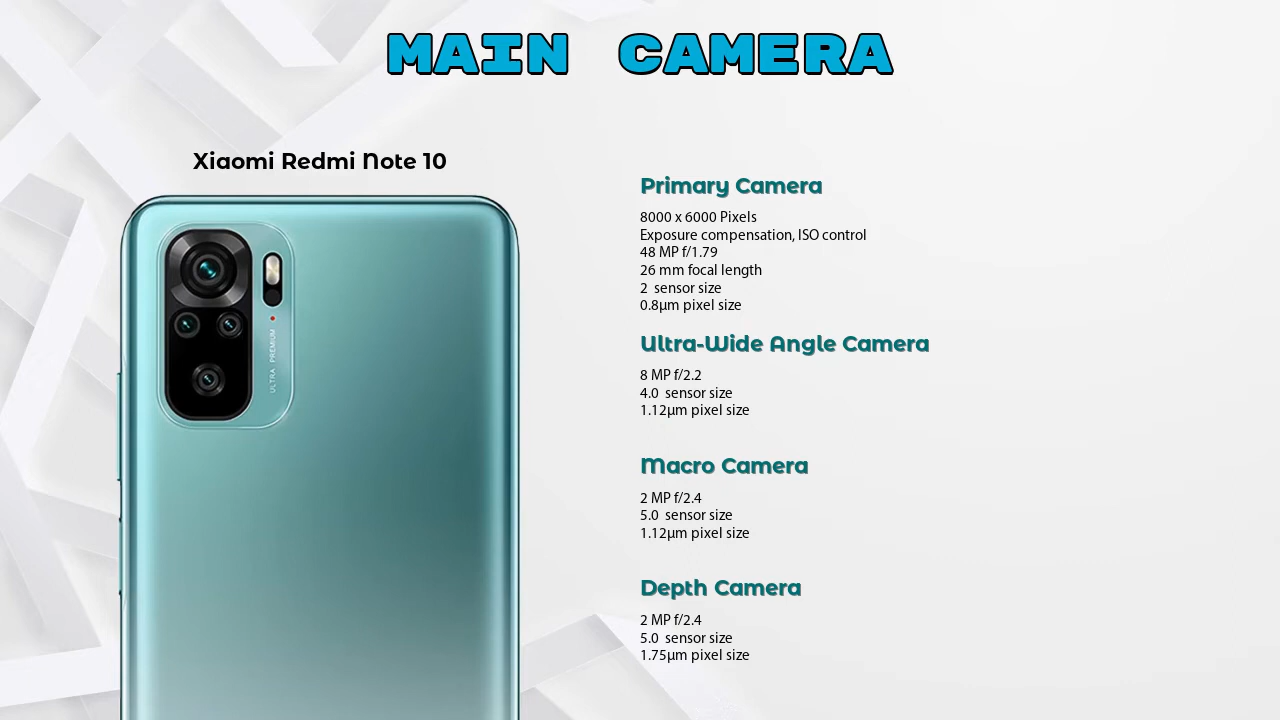 MAIN CAMERA
Xiaomi Redmi Note 10
ULTRA PREMIUM
Primary Camera
8000 x 6000 Pixels
Exposure compensation, ISO control
48 MP f/1.79
26 mm focal length
2  sensor size
0.8µm pixel size
Ultra-Wide Angle Camera
8 MP f/2.2
4.0  sensor size
1.12µm pixel size
Macro Camera
2 MP f/2.4
5.0  sensor size
1.12µm pixel size
Depth Camera
2 MP f/2.4
5.0  sensor size
1.75µm pixel size